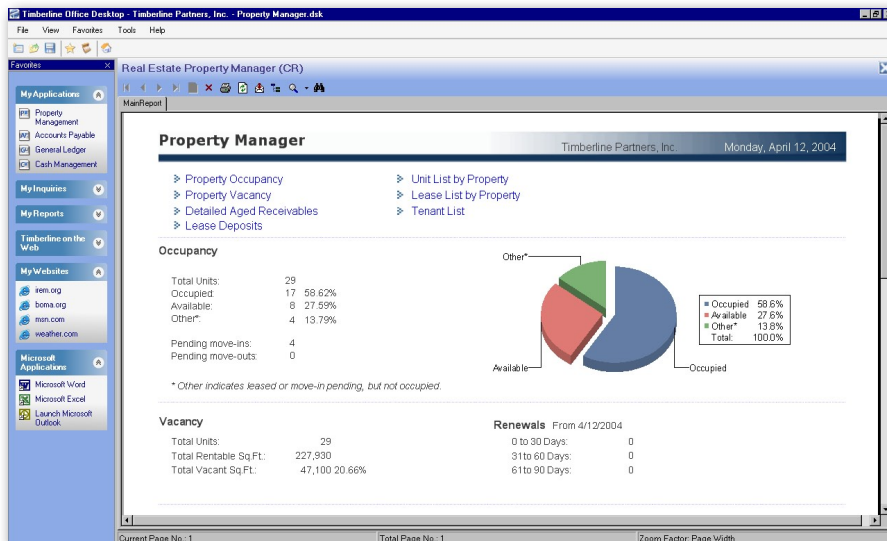 Timberline Office Desktop - Timberline Partners, Inc. - Property Manager.dsk
File View Favorites Tools Help
Favorites
My Applications
Property Management
Accounts Payable
General Ledger
Cash Management
My Inquiries
My Reports
Timberline on the Web
My Websites
irem.org
boma.org
msn.com
weather.com
Microsoft Applications
Microsoft Word
Microsoft Excel
Launch Microsoft Outlook
Real Estate Property Manager (CR)
MainReport
Property Manager Timberline Partners, Inc. Monday, April 12, 2004
Property Occupancy Unit List by Property
Property Vacancy Lease List by Property
Detailed Aged Receivables Tenant List
Lease Deposits
Occupancy
Total Units: 29
Occupied: 17 58.62%
Available: 8 27.59%
Other*: 4 13.79%
Pending move-ins: 4
Pending move-outs: 0
* Other indicates leased or move-in pending, but not occupied.
Other*
Available
Occupied
Occupied 58.6%
Available 27.6%
Other* 13.8%
Total: 100.0%
Vacancy
Total Units: 29
Total Rentable Sq.Ft.: 227,930
Total Vacant Sq.Ft.: 47,100 20.66%
Renewals From 4/12/2004
0 to 30 Days: 0
31to 60 Days: 0
61to 90 Days: 0
Current Page No.: 1 Total Page No.: 1 Zoom Factor: Page Width